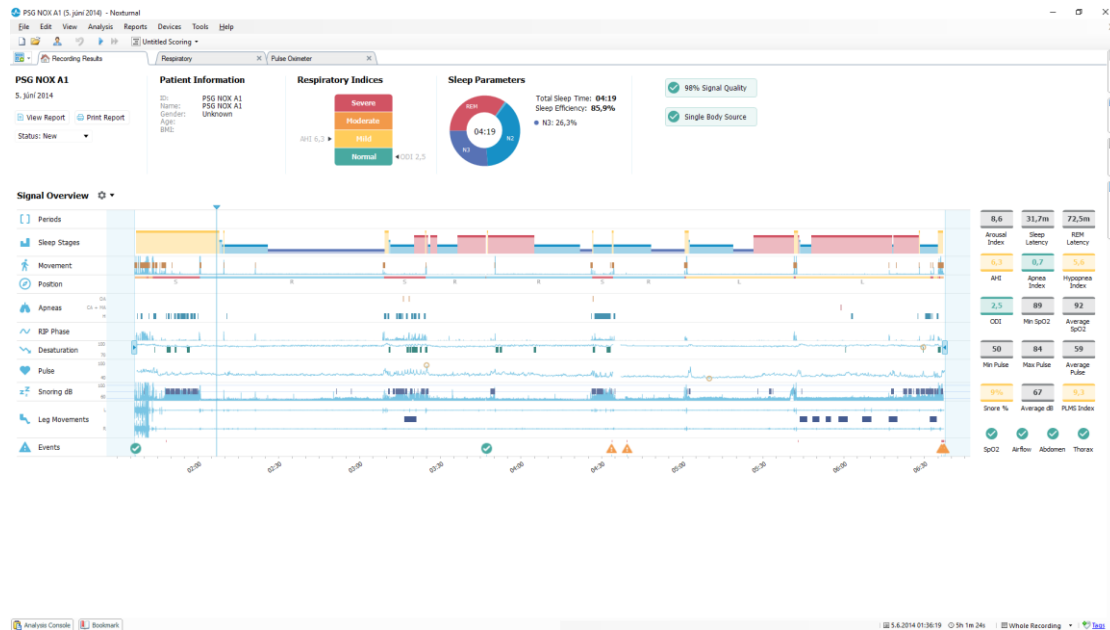 PSG NOX A1 (5. júní 2014) - Noxturnal
File Edit View Analysis Reports Devices Tools Help
Untitled Scoring
Recording Results Respiratory Pulse Oximeter
PSG NOX A1
5. júní 2014
View Report Print Report
Status: New
Patient Information
ID: PSG NOX A1
Name: PSG NOX A1
Gender: Unknown
Age:
BMI:
Respiratory Indices
Severe
Moderate
AHI 6,3 Mild
Normal ODI 2,5
Sleep Parameters
REM
N2
N3
04:19
Total Sleep Time: 04:19
Sleep Efficiency: 85,9%
N3: 26,3%
98% Signal Quality
Single Body Source
Signal Overview
Periods
Sleep Stages
Movement
Position
Apneas
RIP Phase
Desaturation
Pulse
Snoring dB
Leg Movements
Events
02:00 02:30 03:00 03:30 04:00 04:30 05:00 05:30 06:00 06:30
8,6 31,7m 72,5m
Arousal Index Sleep Latency REM Latency
6,3 0,7 5,6
AHI Apnea Index Hypopnea Index
2,5 89 92
ODI Min SpO2 Average SpO2
50 84 59
Min Pulse Max Pulse Average Pulse
9% 67 8,3
Snore % Average dB PLMS Index
SpO2 Airflow Abdomen Thorax
Analysis Console Bookmark
5.6.2014 01:36:19 5h 1m 24s Whole Recording Tags